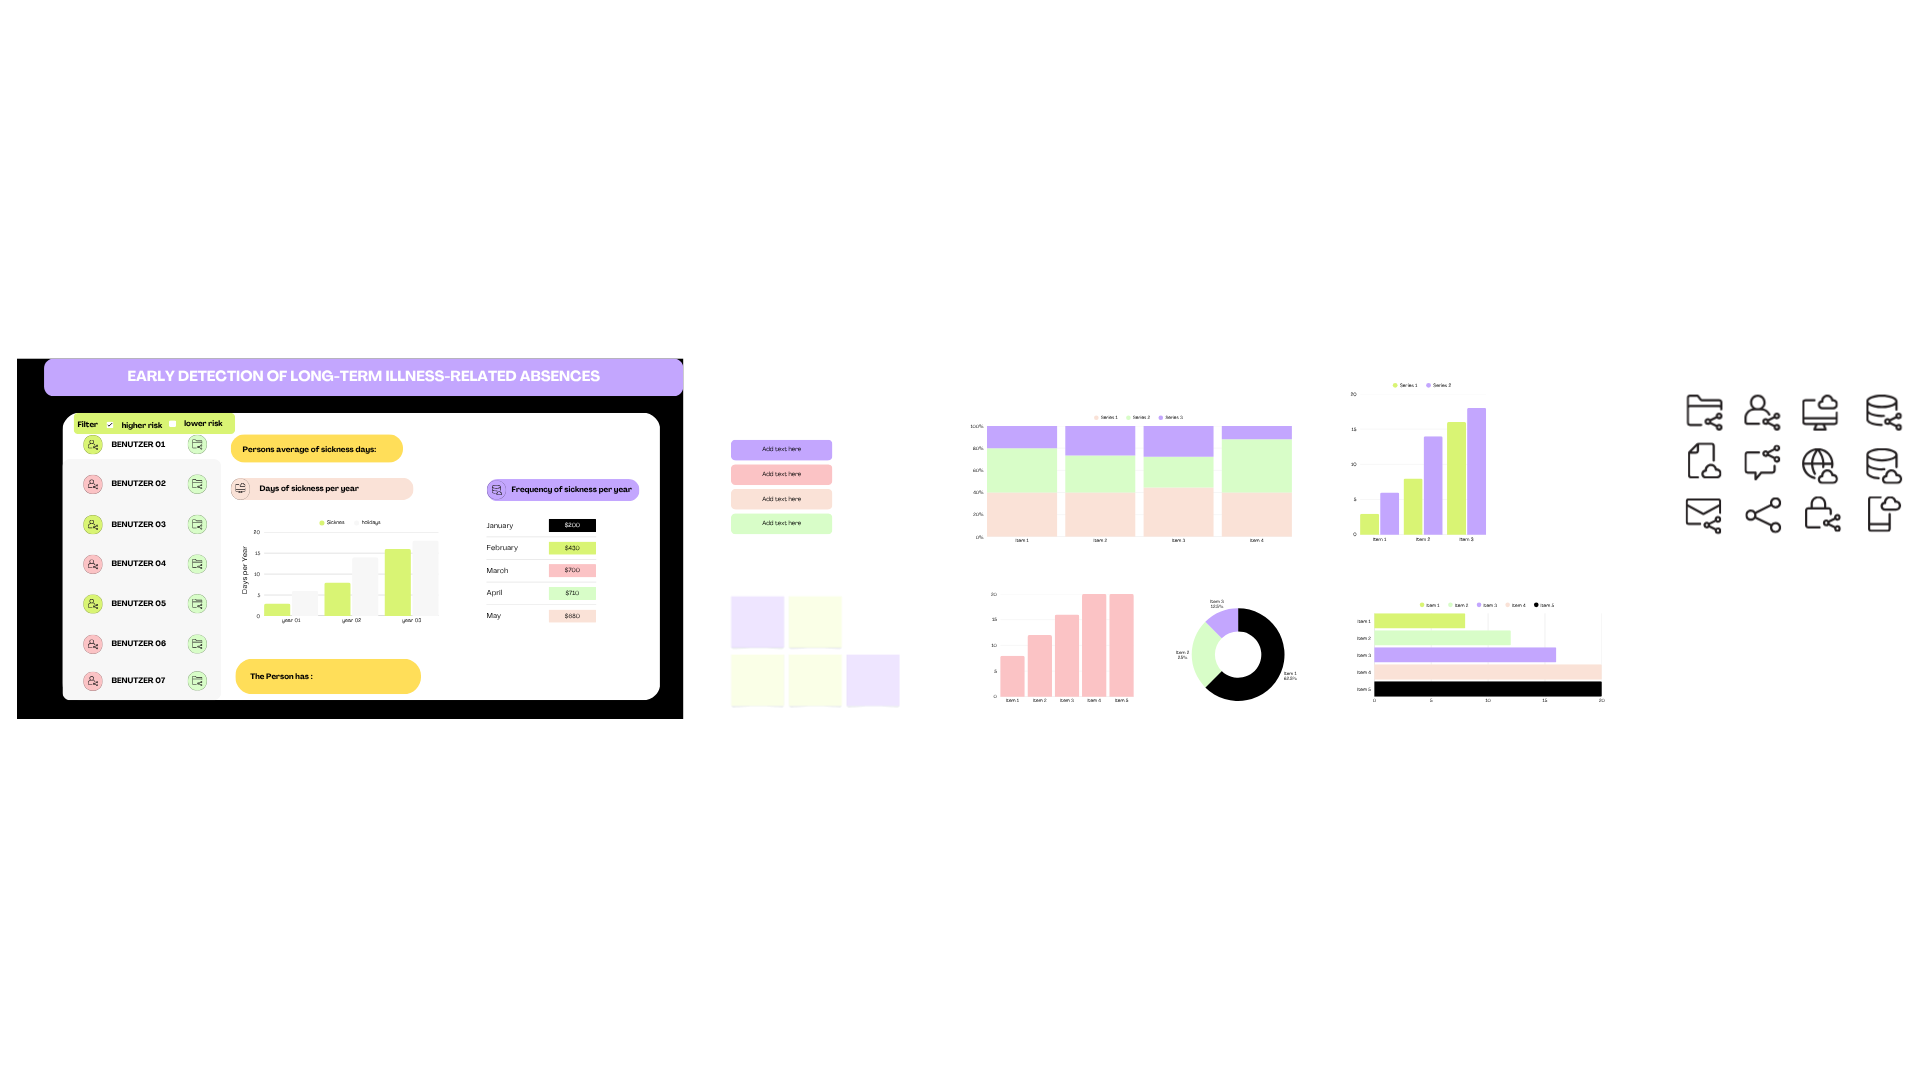 EARLY DETECTION OF LONG-TERM ILLNESS-RELATED ABSENCES
Filter higher risk lower risk
BENUTZER 01
BENUTZER 02
BENUTZER 03
BENUTZER 04
BENUTZER 05
BENUTZER 06
BENUTZER 07
Persons average of sickness days:
Days of sickness per year
Sicknes holidays
Days per Year
20
15
10
5
0
year 01 year 02 year 03
The Person has :
Frequency of sickness per year
January $200
February $430
March $700
April $710
May $680
Add text here
Add text here
Add text here
Add text here
Series 1 Series 2 Series 3
100%
80%
60%
40%
20%
0%
Item 1 Item 2 Item 3 Item 4
Series 1 Series 2
20
15
10
5
0
Item 1 Item 2 Item 3
20
15
10
5
0
Item 1 Item 2 Item 3 Item 4 Item 5
Item 3
12.5%
Item 2
25%
Item 1
62.5%
Item 1 Item 2 Item 3 Item 4 Item 5
Item 1
Item 2
Item 3
Item 4
Item 5
0 5 10 15 20